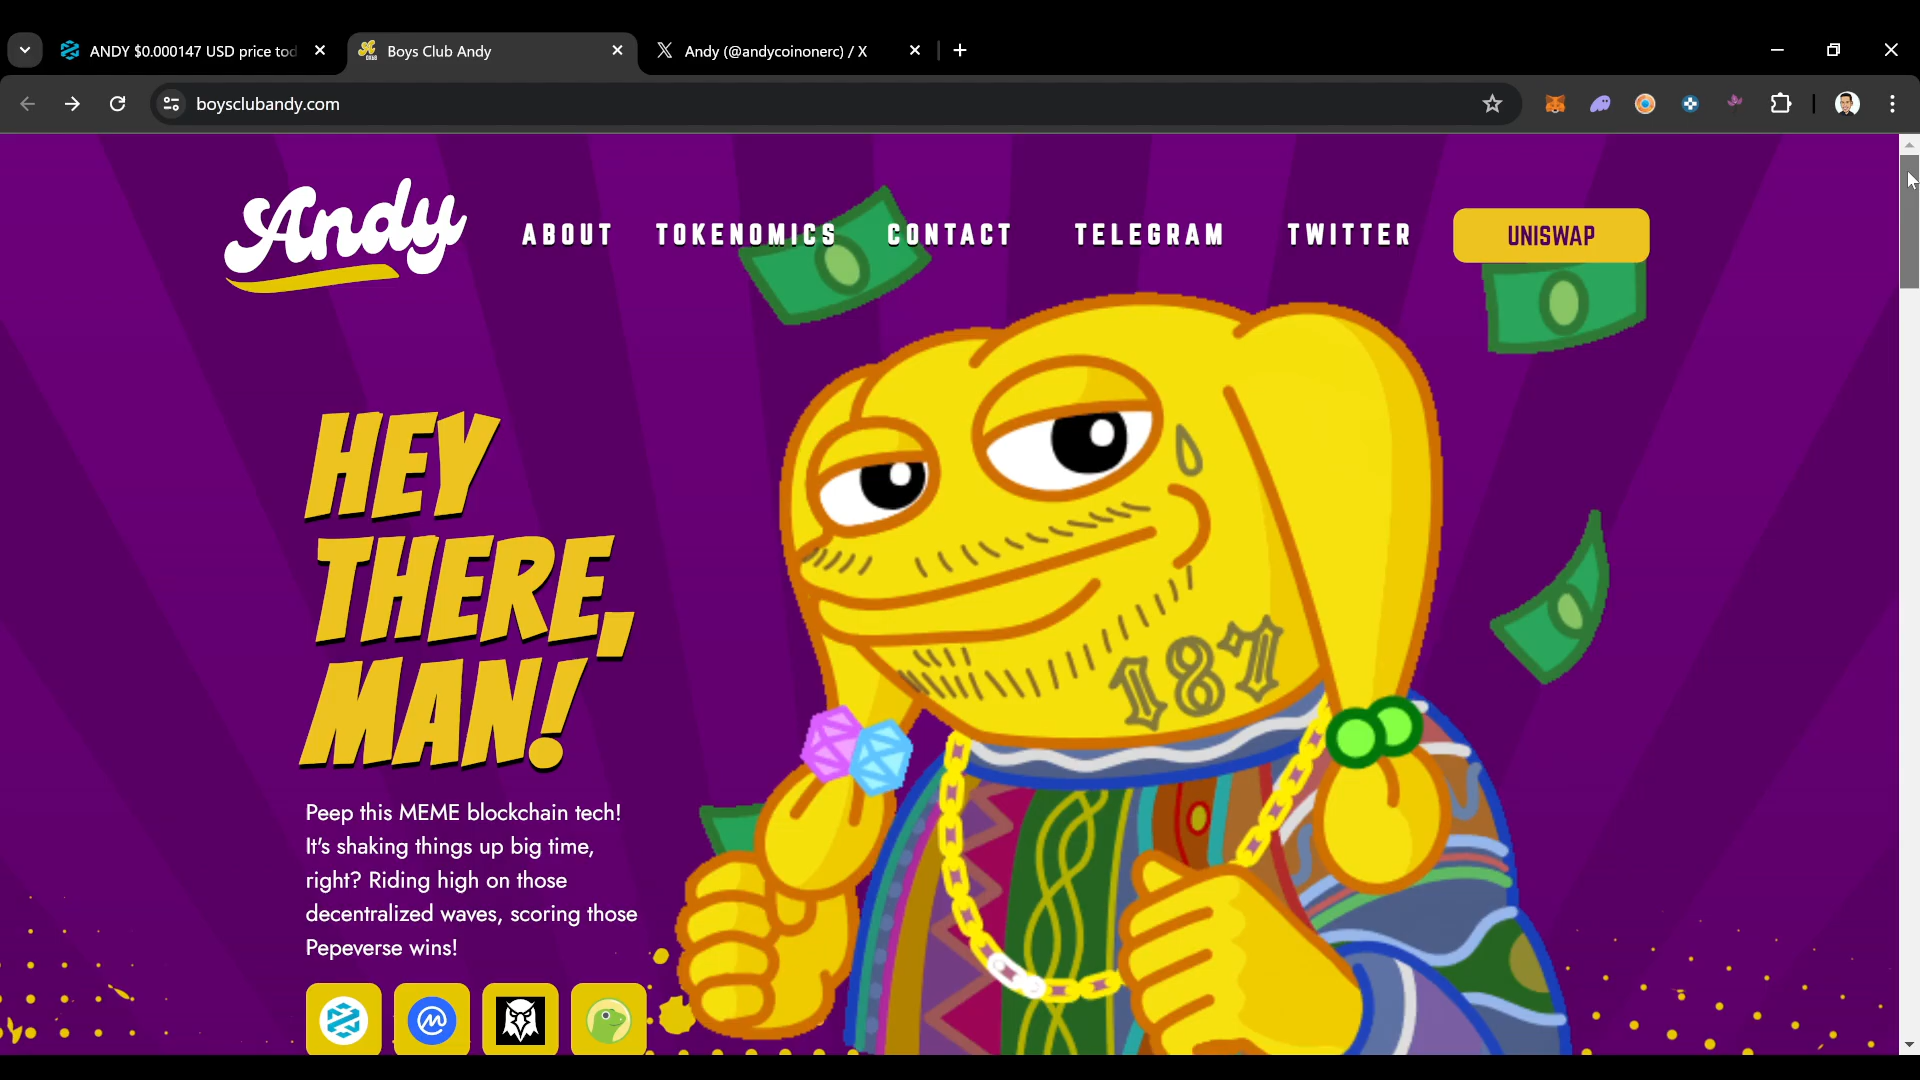 ANDY $0.000147 USD price tod
Boys Club Andy
Andy (@andycoinonerc) / X
boysclubandy.com
Andy
ABOUT
TOKENOMICS
CONTACT
TELEGRAM
TWITTER
UNISWAP
HEY
THERE,
MAN!
187
Peep this MEME blockchain tech!
It's shaking things up big time,
right? Riding high on those
decentralized waves, scoring those
Pepeverse wins!